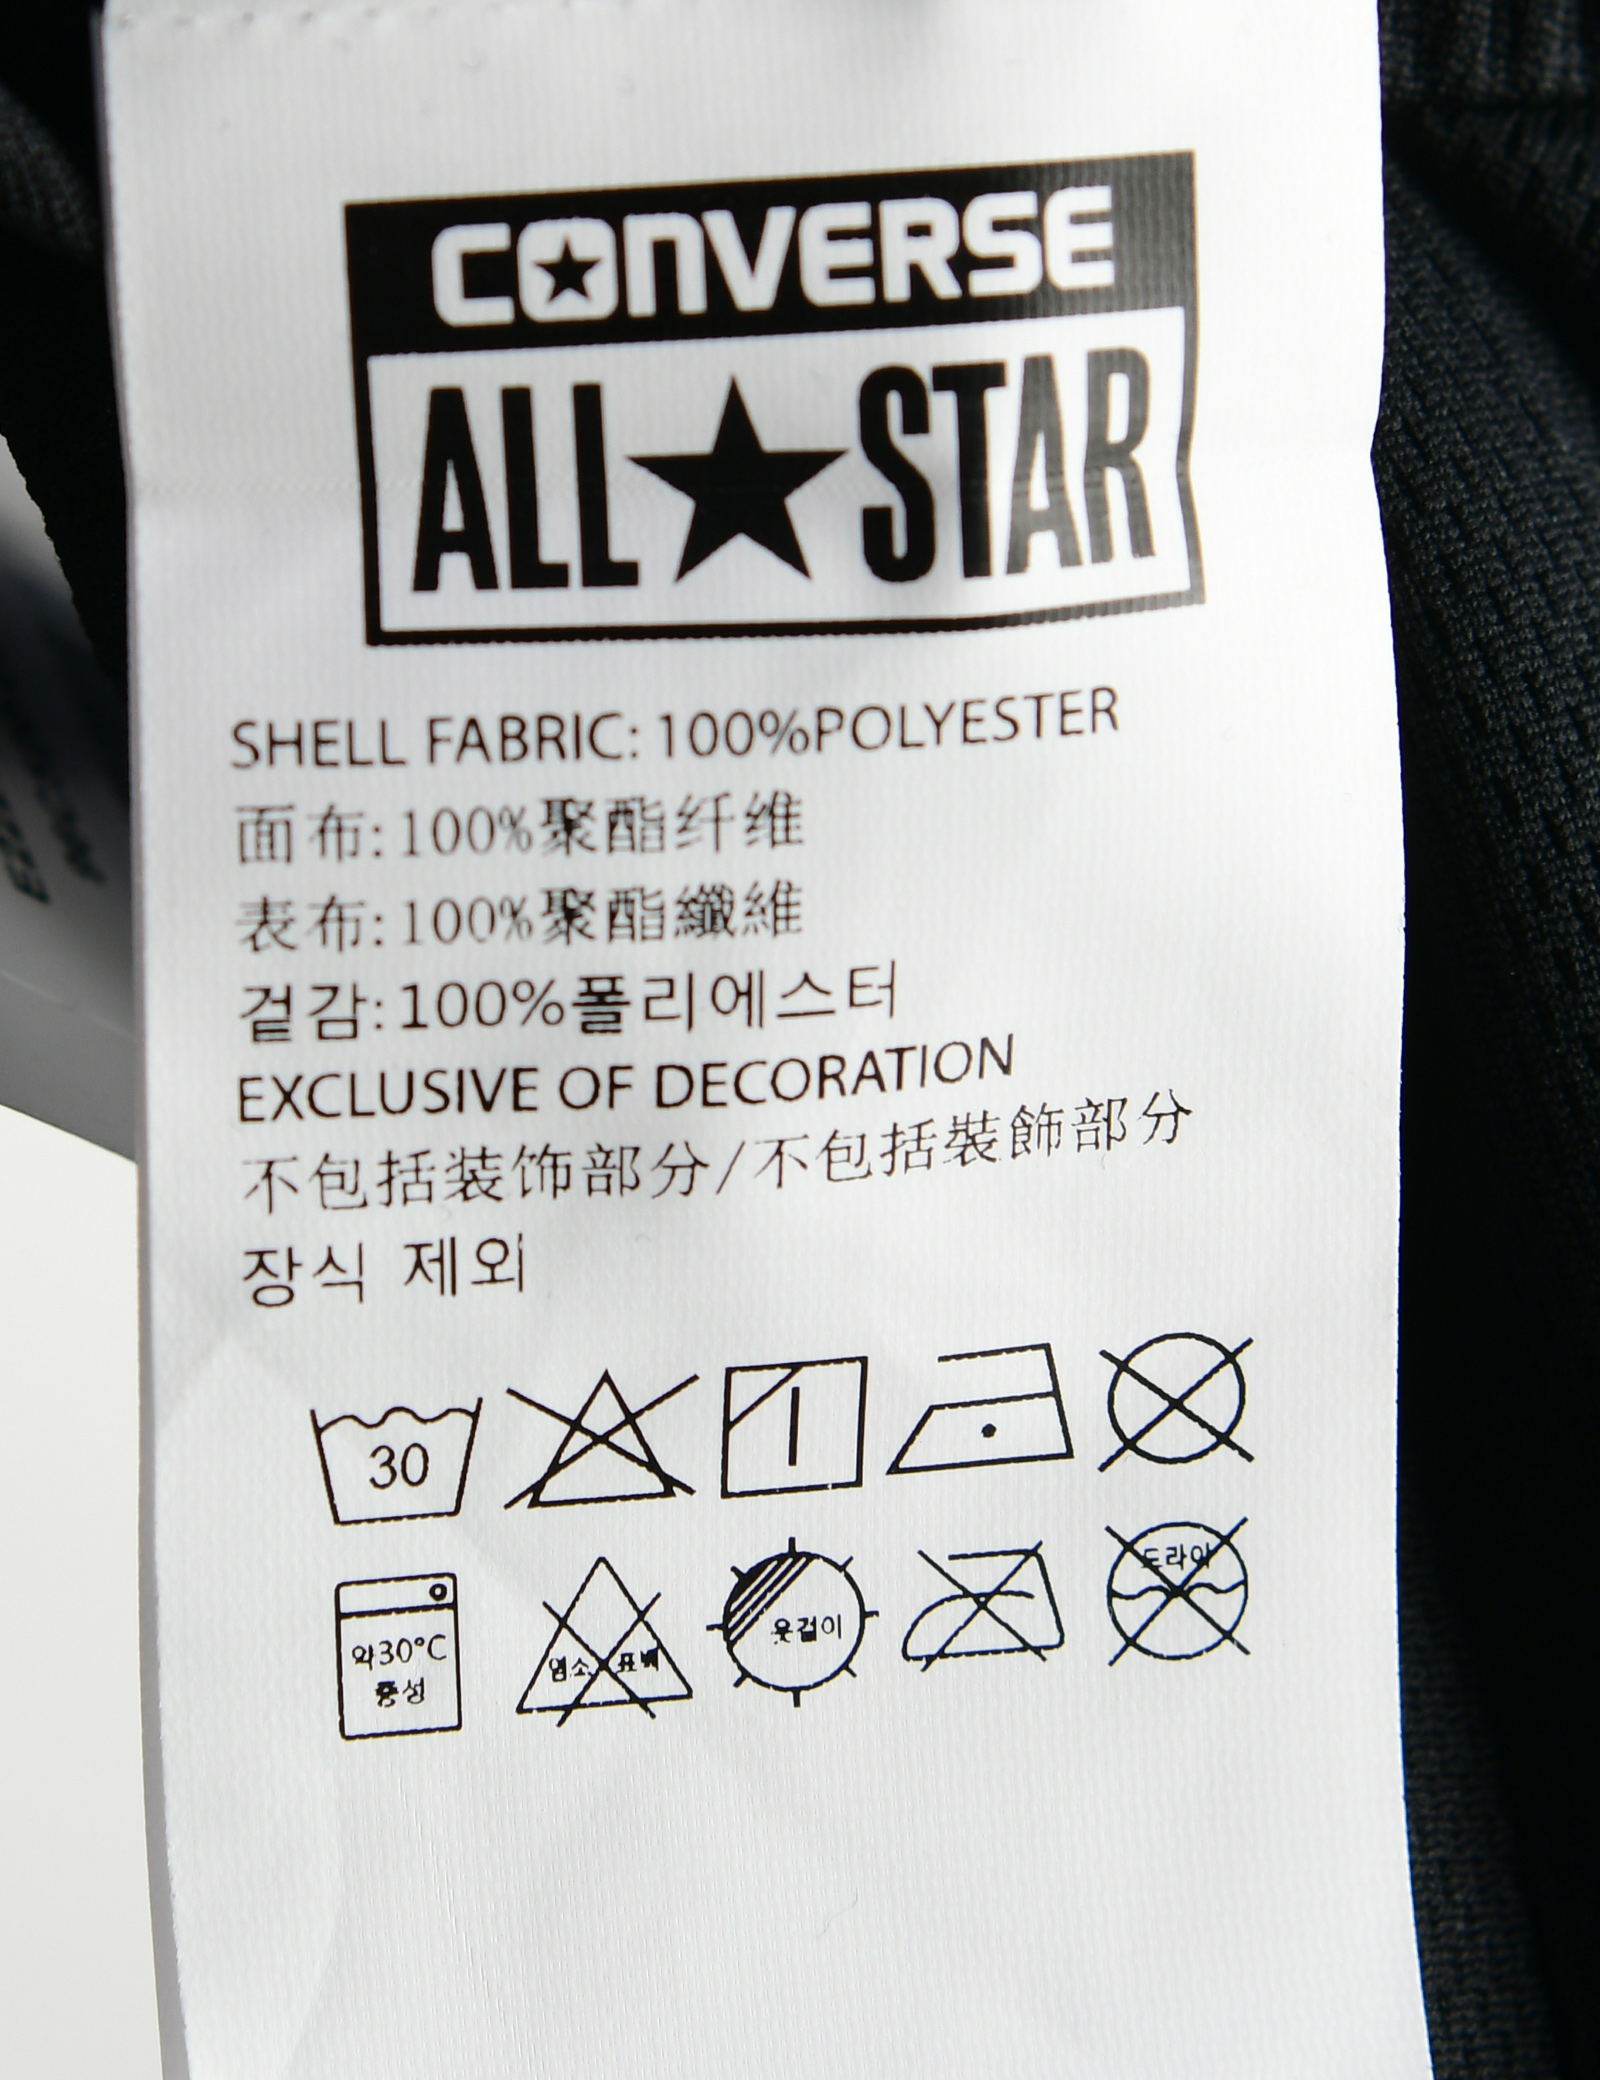 CONVERSE
ALL STAR
SHELL FABRIC: 100%POLYESTER
面布:100%聚酯纤维
表布:100%聚酯纖維
겉감:100%폴리에스터
EXCLUSIVE OF DECORATION
不包括装饰部分/不包括裝飾部分
장식 제외
30
드라이
약30°C
중성
염소 표백
옷걸이